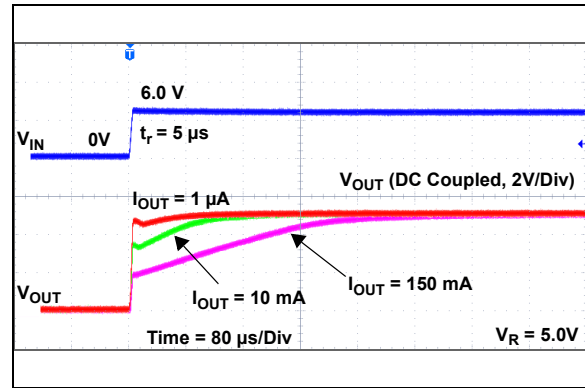 T
6.0 V
V_IN 0V
t_r = 5 µs
V_OUT (DC Coupled, 2V/Div)
I_OUT = 1 µA
I_OUT = 150 mA
V_OUT
I_OUT = 10 mA
Time = 80 µs/Div
V_R = 5.0V